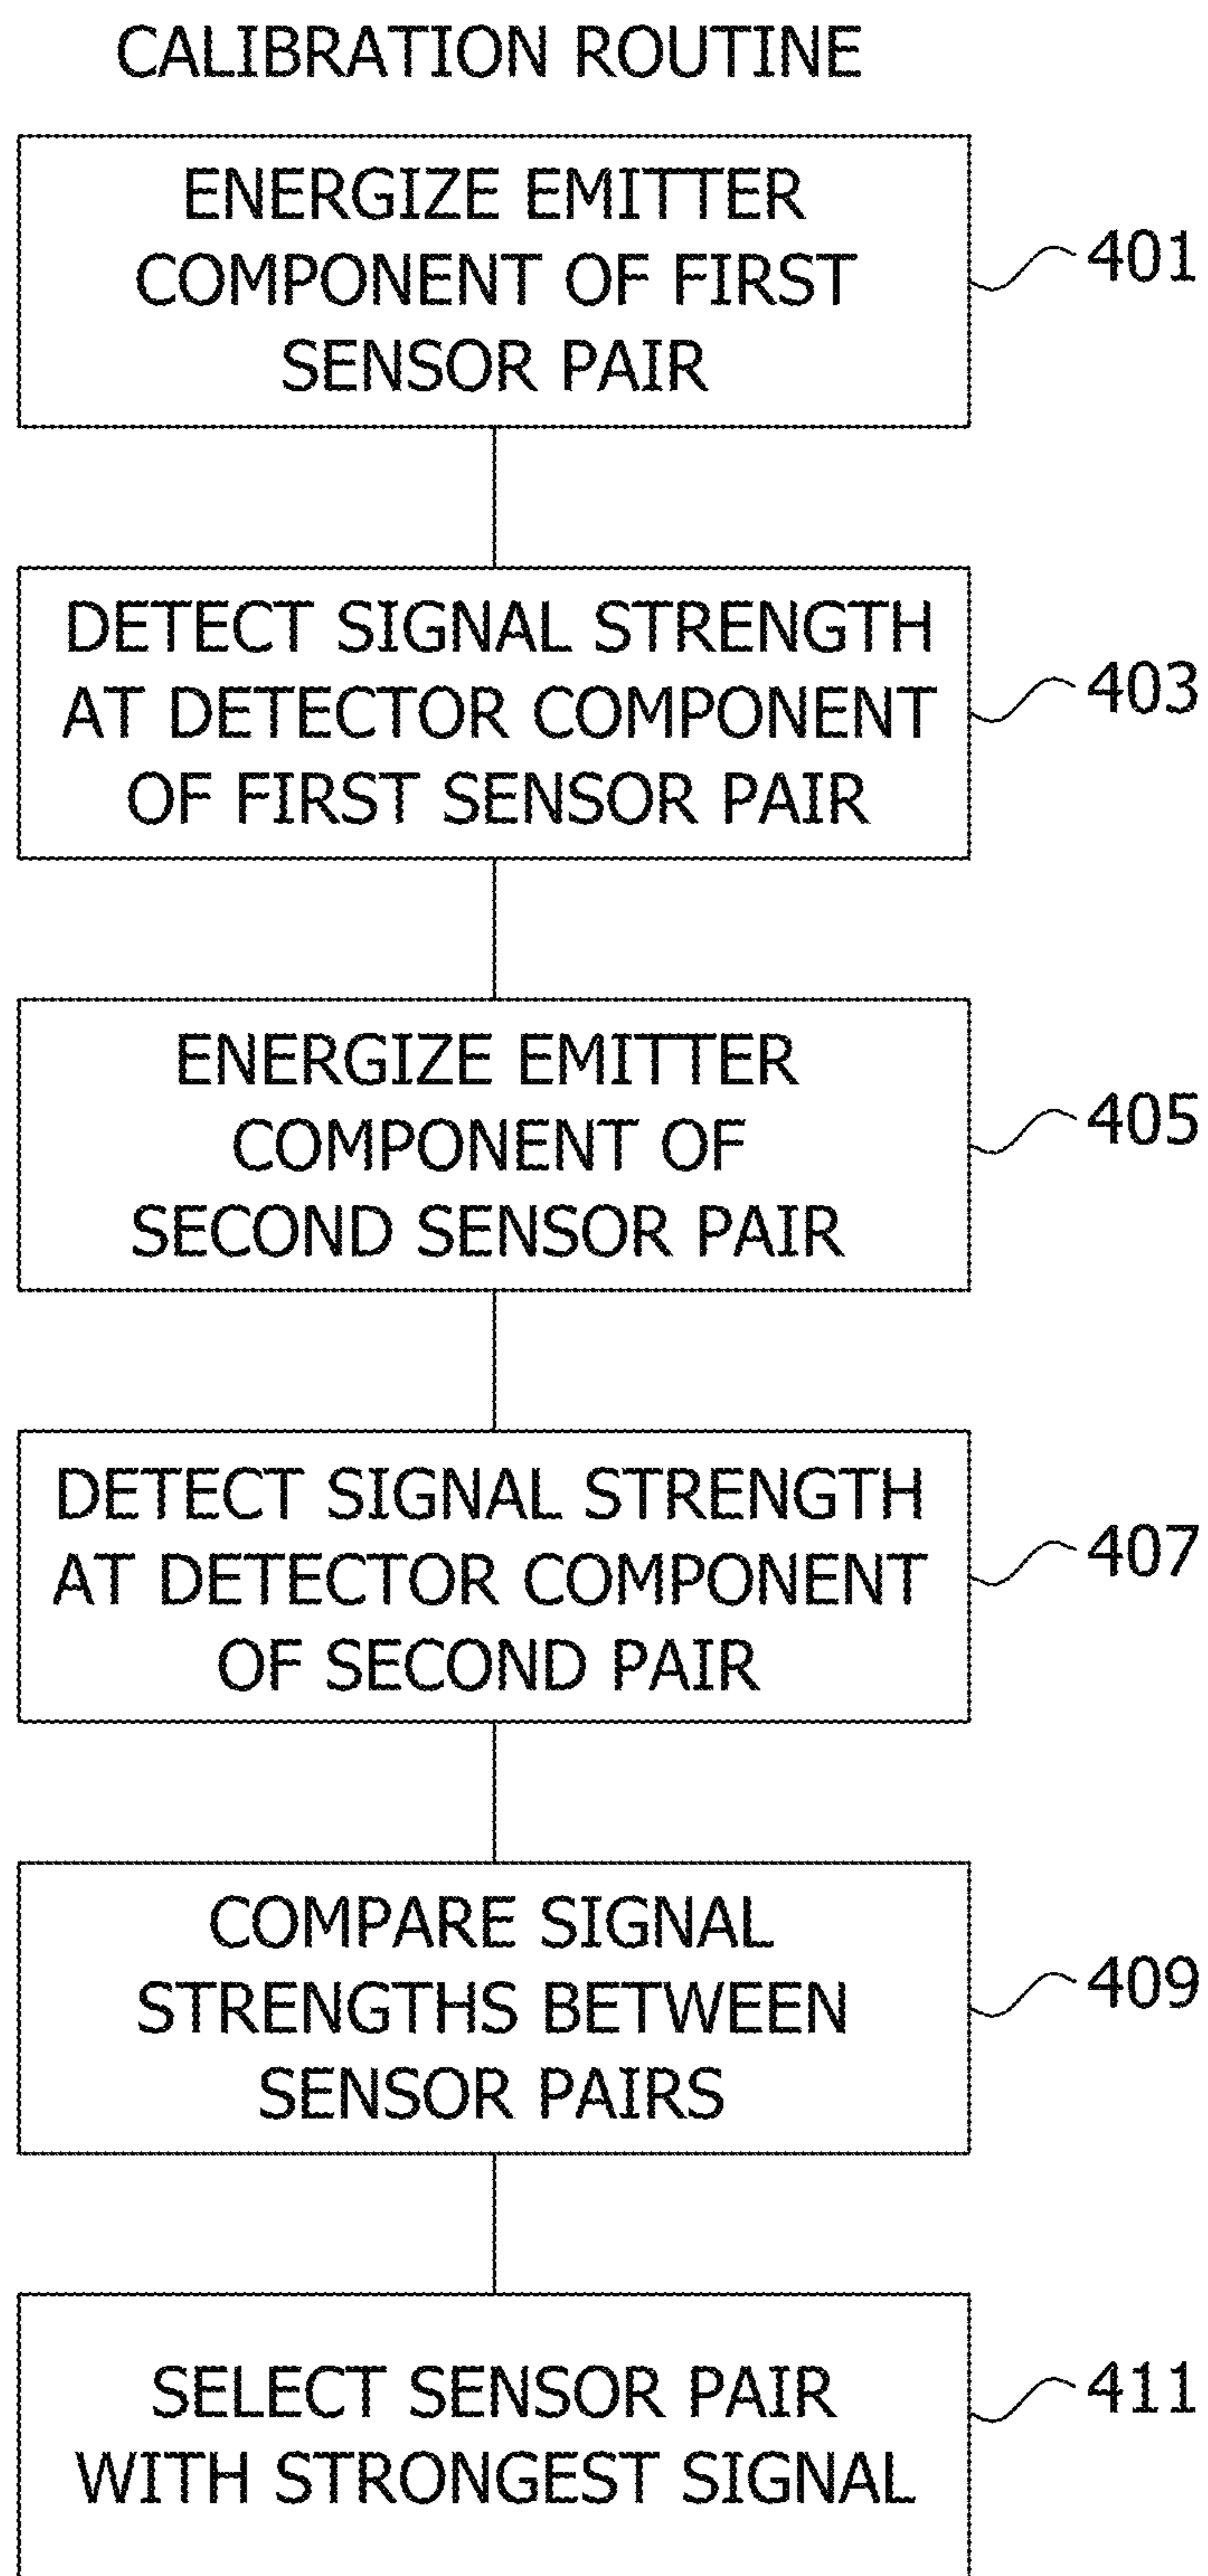 CALIBRATION ROUTINE
ENERGIZE EMITTER
COMPONENT OF FIRST
SENSOR PAIR
401
DETECT SIGNAL STRENGTH
AT DETECTOR COMPONENT
OF FIRST SENSOR PAIR
403
ENERGIZE EMITTER
COMPONENT OF
SECOND SENSOR PAIR
405
DETECT SIGNAL STRENGTH
AT DETECTOR COMPONENT
OF SECOND PAIR
407
COMPARE SIGNAL
STRENGTHS BETWEEN
SENSOR PAIRS
409
SELECT SENSOR PAIR
WITH STRONGEST SIGNAL
411